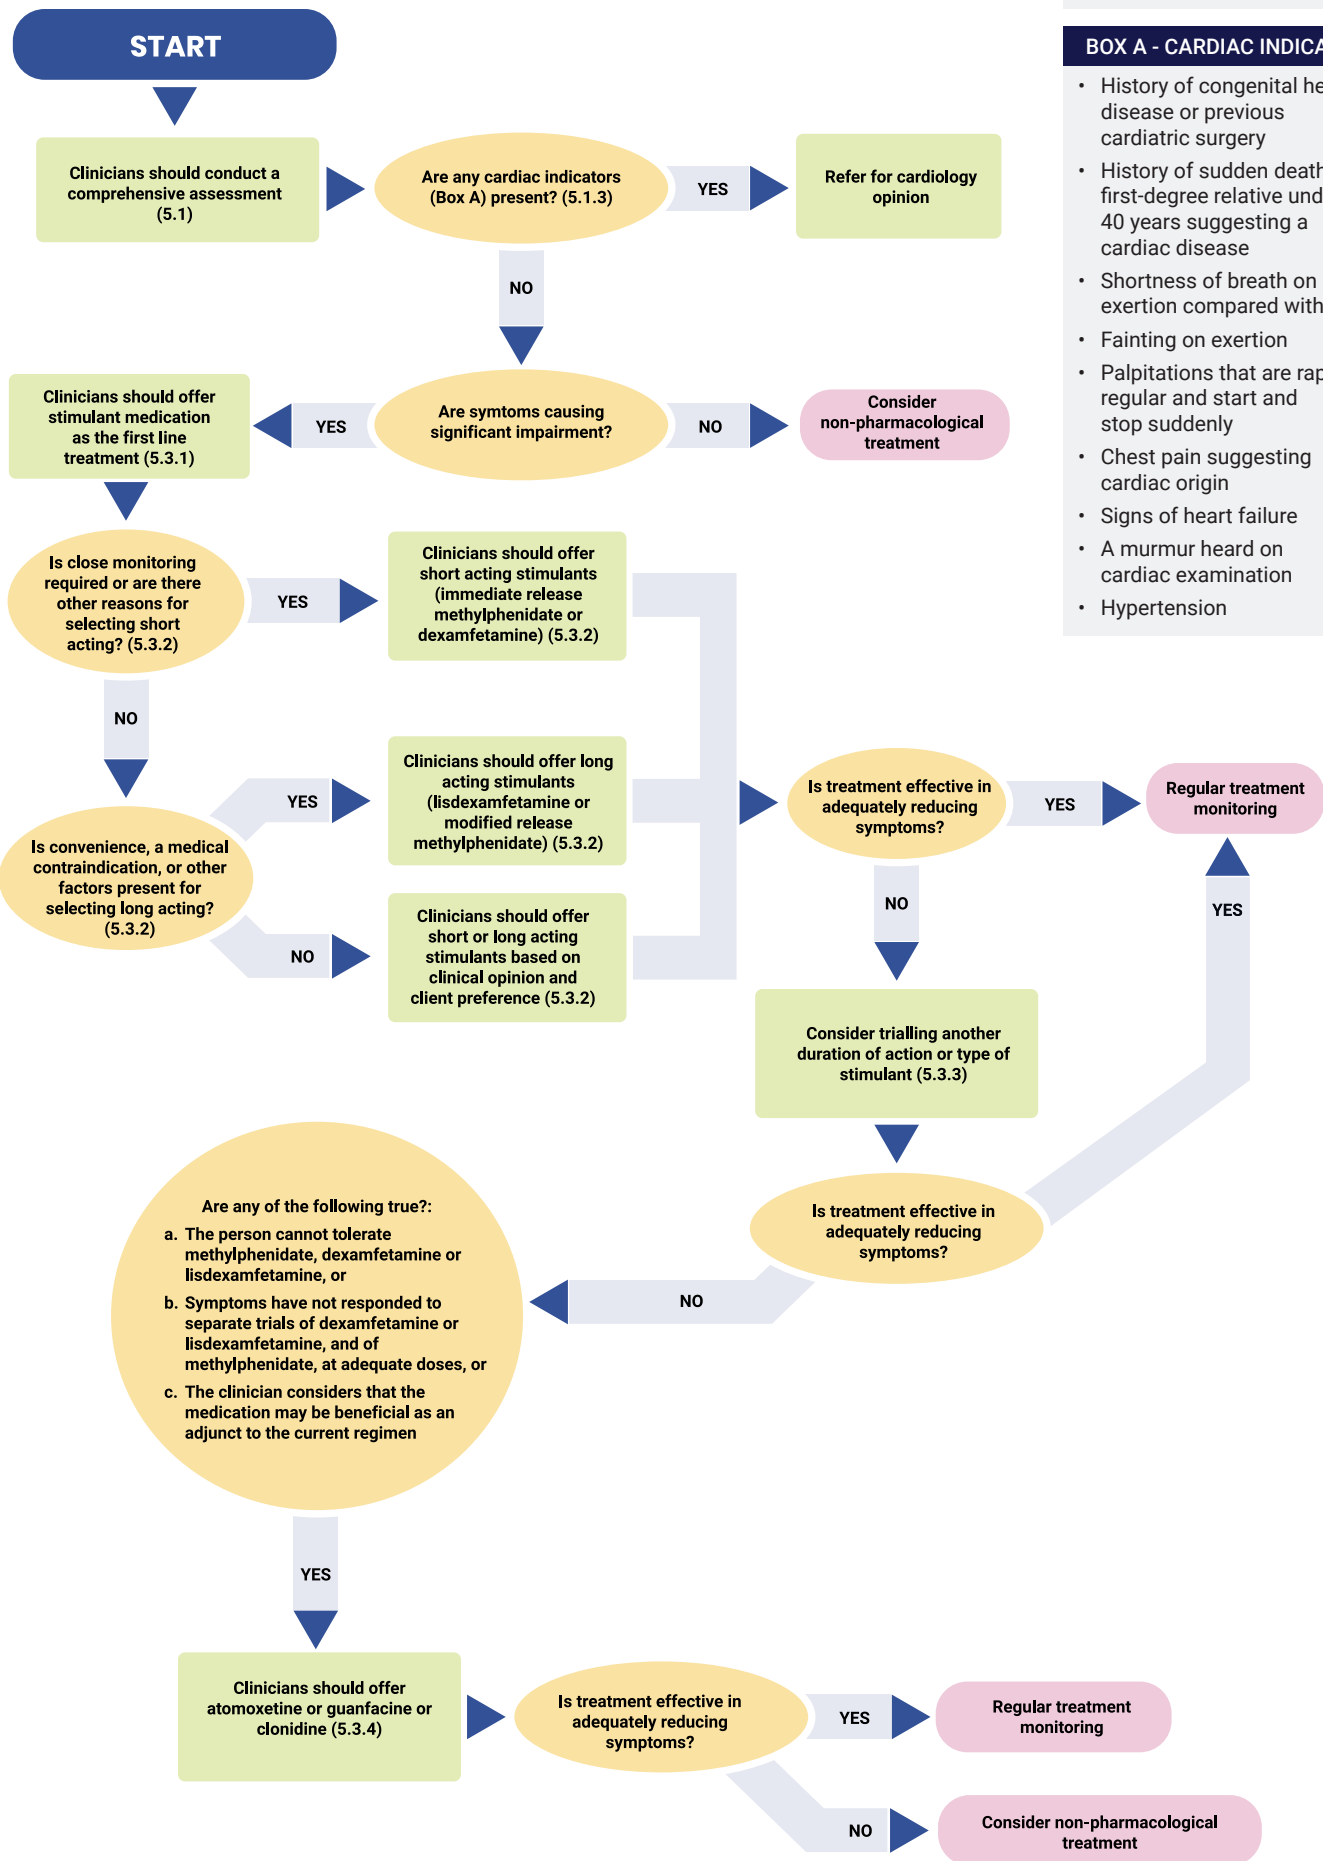 START
Clinicians should conduct a
comprehensive assessment
(5.1)
Are any cardiac indicators
(Box A) present? (5.1.3)
YES
Refer for cardiology
opinion
NO
Are symtoms causing
significant impairment?
YES
NO
Consider
non-pharmacological
treatment
Clinicians should offer
stimulant medication
as the first line
treatment (5.3.1)
Is close monitoring
required or are there
other reasons for
selecting short
acting? (5.3.2)
YES
Clinicians should offer
short acting stimulants
(immediate release
methylphenidate or
dexamfetamine) (5.3.2)
NO
Is convenience, a medical
contraindication, or other
factors present for
selecting long acting?
(5.3.2)
YES
Clinicians should offer long
acting stimulants
(lisdexamfetamine or
modified release
methylphenidate) (5.3.2)
NO
Clinicians should offer
short or long acting
stimulants based on
clinical opinion and
client preference (5.3.2)
Is treatment effective in
adequately reducing
symptoms?
YES
Regular treatment
monitoring
NO
YES
Consider trialling another
duration of action or type of
stimulant (5.3.3)
Is treatment effective in
adequately reducing
symptoms?
NO
Are any of the following true?:
a. The person cannot tolerate
methylphenidate, dexamfetamine or
lisdexamfetamine, or
b. Symptoms have not responded to
separate trials of dexamfetamine or
lisdexamfetamine, and of
methylphenidate, at adequate doses, or
c. The clinician considers that the
medication may be beneficial as an
adjunct to the current regimen
YES
Clinicians should offer
atomoxetine or guanfacine or
clonidine (5.3.4)
Is treatment effective in
adequately reducing
symptoms?
YES
Regular treatment
monitoring
NO
Consider non-pharmacological
treatment
BOX A - CARDIAC
• History of congenital
disease or previous
cardiatric surgery
• History of sudden death
first-degree relative
40 years suggesting a
cardiac disease
• Shortness of breath on
exertion compared with
• Fainting on exertion
• Palpitations that are
regular and start and
stop suddenly
• Chest pain suggesting
cardiac origin
• Signs of heart failure
• A murmur heard on
cardiac examination
• Hypertension